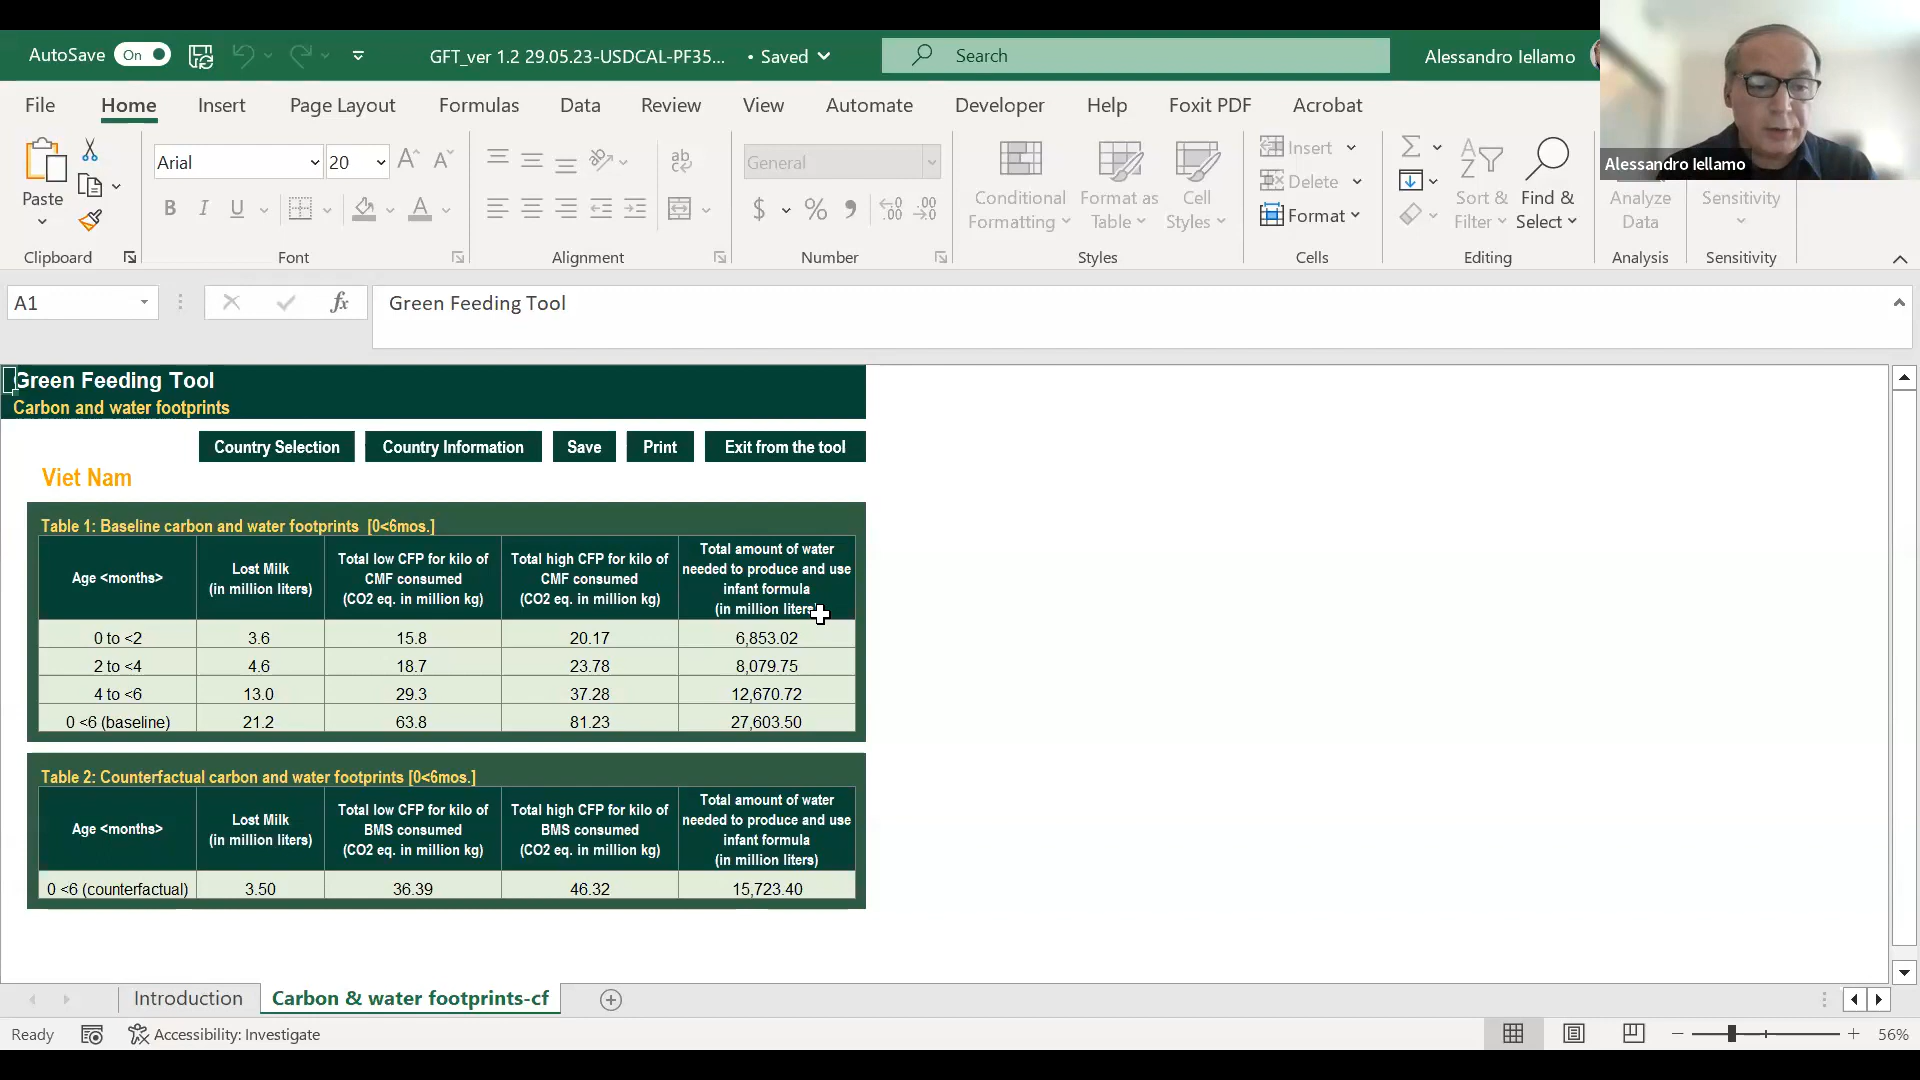 AutoSave On
GFT_ver 1.2 29.05.23-USDCAL-PF35... • Saved
Search
Alessandro Iellamo
File Home Insert Page Layout Formulas Data Review View Automate Developer Help Foxit PDF Acrobat
Alessandro Iellamo
Paste
Arial
20
General
B I U
Conditional
Formatting
Format as
Table
Cell
Styles
Insert
Delete
Format
Sort &
Filter
Find &
Select
Analyze
Data
Sensitivity
Clipboard
Font
Alignment
Number
Styles
Cells
Editing
Analysis
Sensitivity
A1
fx
Green Feeding Tool
Green Feeding Tool
Carbon and water footprints
Country Selection
Country Information
Save
Print
Exit from the tool
Viet Nam
Table 1: Baseline carbon and water footprints [0<6mos.]
Age <months>
Lost Milk
(in million liters)
Total low CFP for kilo of
CMF consumed
(CO2 eq. in million kg)
Total high CFP for kilo of
CMF consumed
(CO2 eq. in million kg)
Total amount of water
needed to produce and use
infant formula
(in million liters)
0 to <2 3.6 15.8 20.17 6,853.02
2 to <4 4.6 18.7 23.78 8,079.75
4 to <6 13.0 29.3 37.28 12,670.72
0 <6 (baseline) 21.2 63.8 81.23 27,603.50
Table 2: Counterfactual carbon and water footprints [0<6mos.]
Age <months>
Lost Milk
(in million liters)
Total low CFP for kilo of
BMS consumed
(CO2 eq. in million kg)
Total high CFP for kilo of
BMS consumed
(CO2 eq. in million kg)
Total amount of water
needed to produce and use
infant formula
(in million liters)
0 <6 (counterfactual) 3.50 36.39 46.32 15,723.40
Introduction
Carbon & water footprints-cf
Ready
Accessibility: Investigate
56%